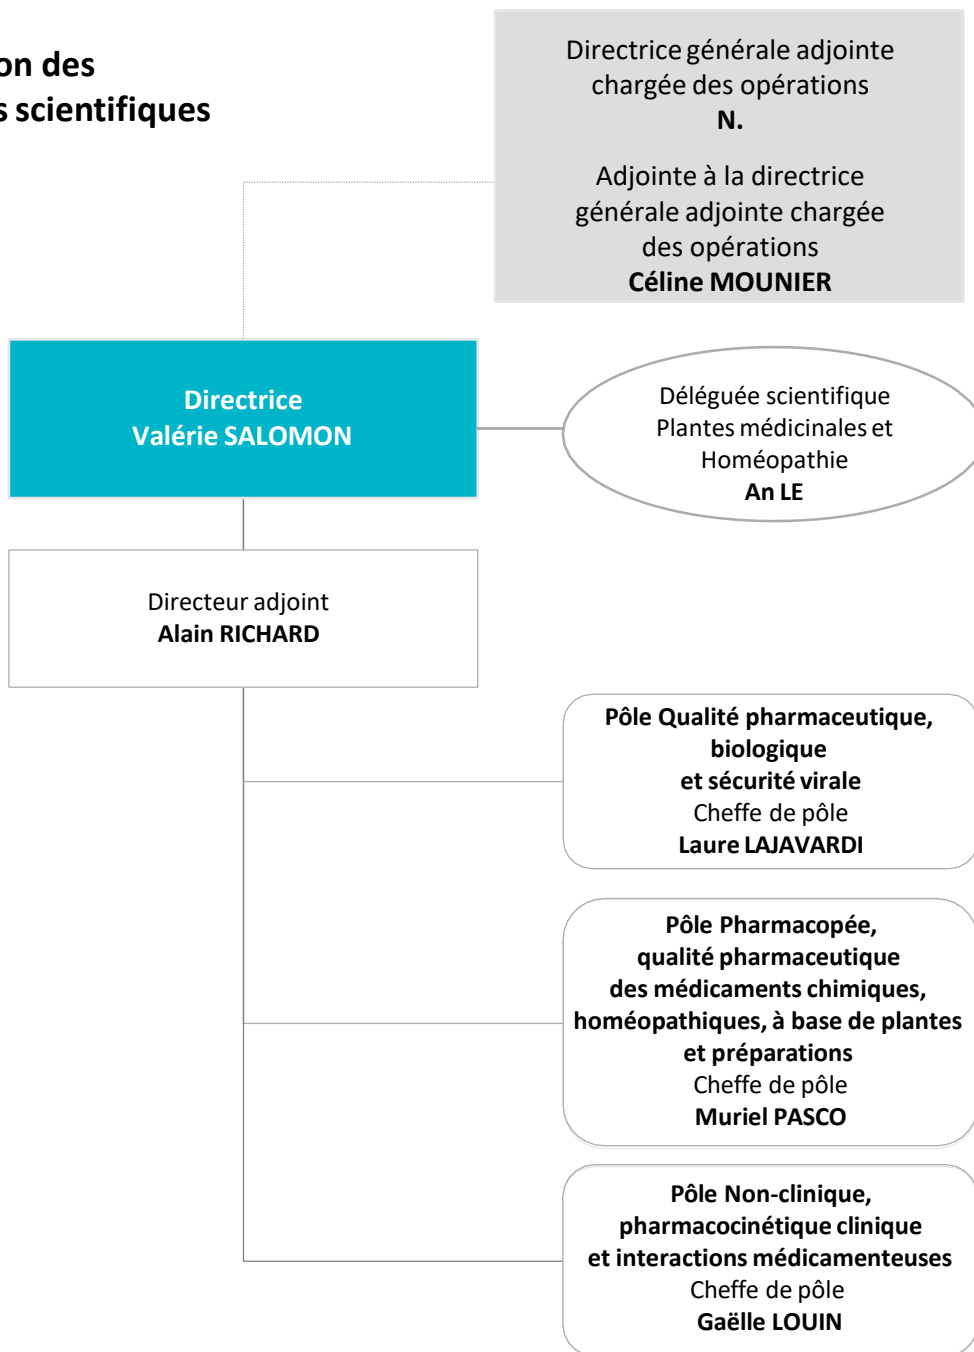 on des
s scientifiques
Directrice générale adjointe
chargée des opérations
N.
Adjointe à la directrice
générale adjointe chargée
des opérations
Céline MOUNIER
Directrice
Valérie SALOMON
Déléguée scientifique
Plantes médicinales et
Homéopathie
An LE
Directeur adjoint
Alain RICHARD
Pôle Qualité pharmaceutique,
biologique
et sécurité virale
Cheffe de pôle
Laure LAJAVARDI
Pôle Pharmacopée,
qualité pharmaceutique
des médicaments chimiques,
homéopathiques, à base de plantes
et préparations
Cheffe de pôle
Muriel PASCO
Pôle Non-clinique,
pharmacocinétique clinique
et interactions médicamenteuses
Cheffe de pôle
Gaëlle LOUIN